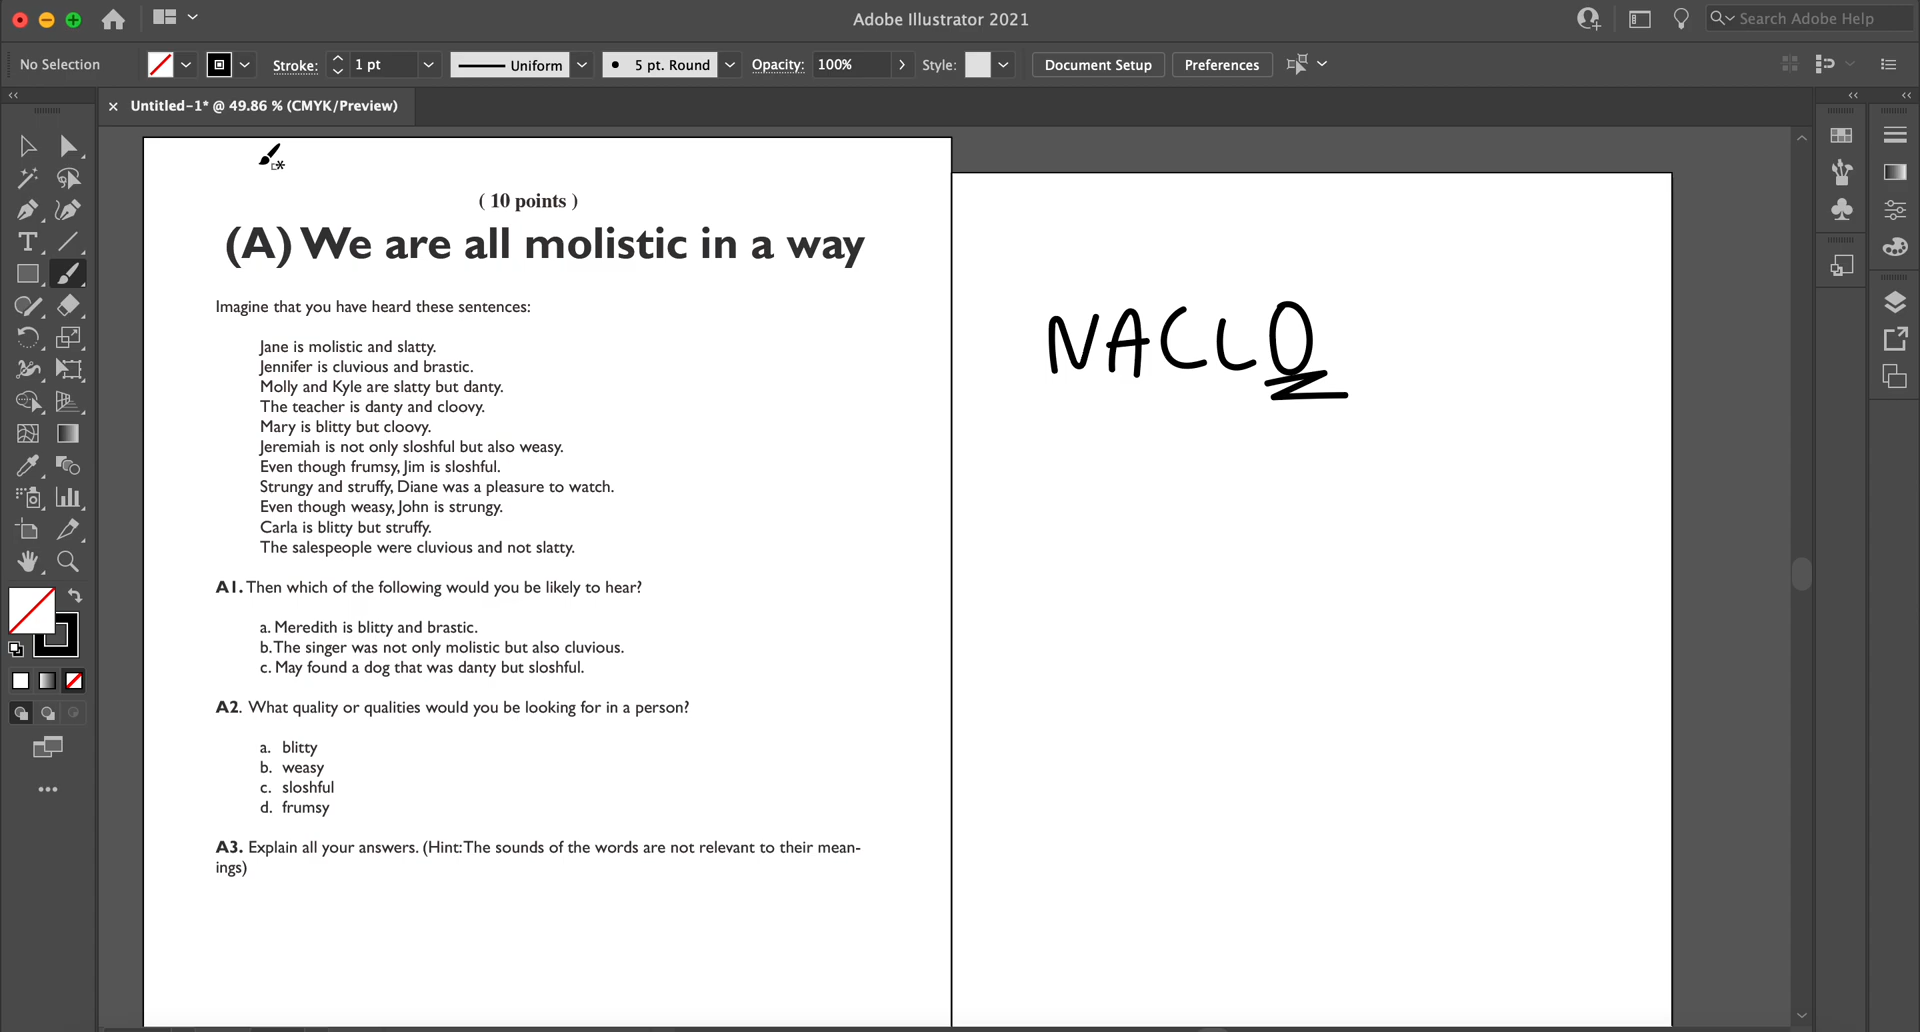 Adobe Illustrator 2021
Search Adobe Help
No Selection
Stroke:
1 pt
Uniform
5 pt. Round
Opacity:
100%
Style:
Document Setup
Preferences
Untitled-1* @ 49.86 % (CMYK/Preview)
( 10 points )
(A) We are all molistic in a way
Imagine that you have heard these sentences:
Jane is molistic and slatty.
Jennifer is cluvious and brastic.
Molly and Kyle are slatty but danty.
The teacher is danty and cloovy.
Mary is blitty but cloovy.
Jeremiah is not only sloshful but also weasy.
Even though frumsy, Jim is sloshful.
Strungy and struffy, Diane was a pleasure to watch.
Even though weasy, John is strungy.
Carla is blitty but struffy.
The salespeople were cluvious and not slatty.
A1. Then which of the following would you be likely to hear?
a. Meredith is blitty and brastic.
b. The singer was not only molistic but also cluvious.
c. May found a dog that was danty but sloshful.
A2. What quality or qualities would you be looking for in a person?
a. blitty
b. weasy
c. sloshful
d. frumsy
A3. Explain all your answers. (Hint: The sounds of the words are not relevant to their mean-
ings)
NACLO